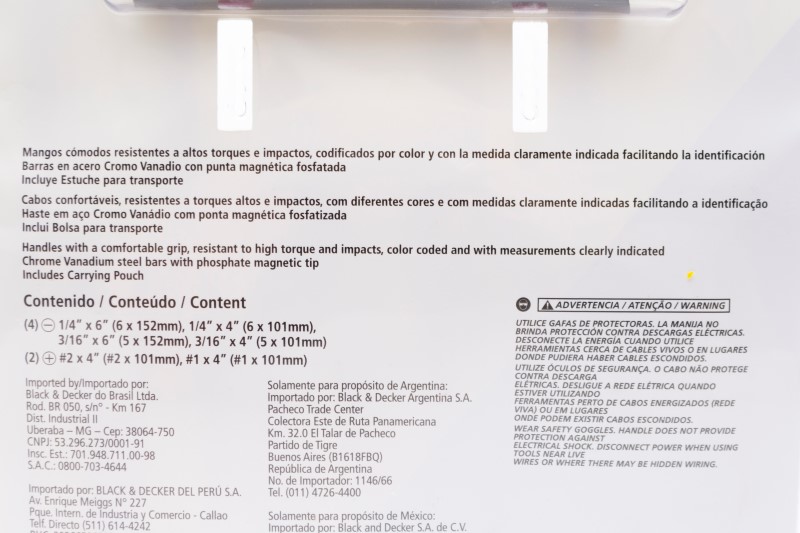 Mangos cómodos resistentes a altos torques e impactos, codificados por color y con la medida claramente indicada facilitando la identificación
Barras en acero Cromo Vanadio con punta magnética fosfatada
Incluye Estuche para transporte
Cabos confortáveis, resistentes a torques altos e impactos, com diferentes cores e com medidas claramente indicadas facilitando a identificação
Haste em aço Cromo Vanádio com ponta magnética fosfatizada
Inclui Bolsa para transporte
Handles with a comfortable grip, resistant to high torque and impacts, color coded and with measurements clearly indicated
Chrome Vanadium steel bars with phosphate magnetic tip
Includes Carrying Pouch
Contenido / Conteúdo / Content
(4) 1/4” x 6” (6 x 152mm), 1/4” x 4” (6 x 101mm),
3/16” x 6” (5 x 152mm), 3/16” x 4” (5 x 101mm)
(2) #2 x 4” (#2 x 101mm), #1 x 4” (#1 x 101mm)
Imported by/Importado por:
Black & Decker do Brasil Ltda.
Rod. BR 050, s/nº - Km 167
Dist. Industrial II
Uberaba – MG – Cep: 38064-750
CNPJ: 53.296.273/0001-91
Insc. Est.: 701.948.711.00-98
S.A.C.: 0800-703-4644
Importado por: BLACK & DECKER DEL PERÚ S.A.
Av. Enrique Meiggs N° 227
Pque. Intern. de Industria y Comercio - Callao
Telf. Directo (511) 614-4242
Solamente para propósito de Argentina:
Importado por: Black & Decker Argentina S.A.
Pacheco Trade Center
Colectora Este de Ruta Panamericana
Km. 32.0 El Talar de Pacheco
Partido de Tigre
Buenos Aires (B1618FBQ)
República de Argentina
No. de Importador: 1146/66
Tel. (011) 4726-4400
Solamente para propósito de México:
Importado por: Black and Decker S.A. de C.V.
ADVERTENCIA / ATENÇÃO / WARNING
UTILICE GAFAS DE PROTECTORAS. LA MANIJA NO
BRINDA PROTECCIÓN CONTRA DESCARGAS ELÉCTRICAS.
DESCONECTE LA ENERGÍA CUANDO UTILICE
HERRAMIENTAS CERCA DE CABLES VIVOS O EN LUGARES
DONDE PUDIERA HABER CABLES ESCONDIDOS.
UTILIZE ÓCULOS DE SEGURANÇA. O CABO NÃO PROTEGE
CONTRA DESCARGA
ELÉTRICAS. DESLIGUE A REDE ELÉTRICA QUANDO
ESTIVER UTILIZANDO
FERRAMENTAS PERTO DE CABOS ENERGIZADOS (REDE
VIVA) OU EM LUGARES
ONDE PODEM EXISTIR CABOS ESCONDIDOS.
WEAR SAFETY GOGGLES. HANDLE DOES NOT PROVIDE
PROTECTION AGAINST
ELECTRICAL SHOCK. DISCONNECT POWER WHEN USING
TOOLS NEAR LIVE
WIRES OR WHERE THERE MAY BE HIDDEN WIRING.